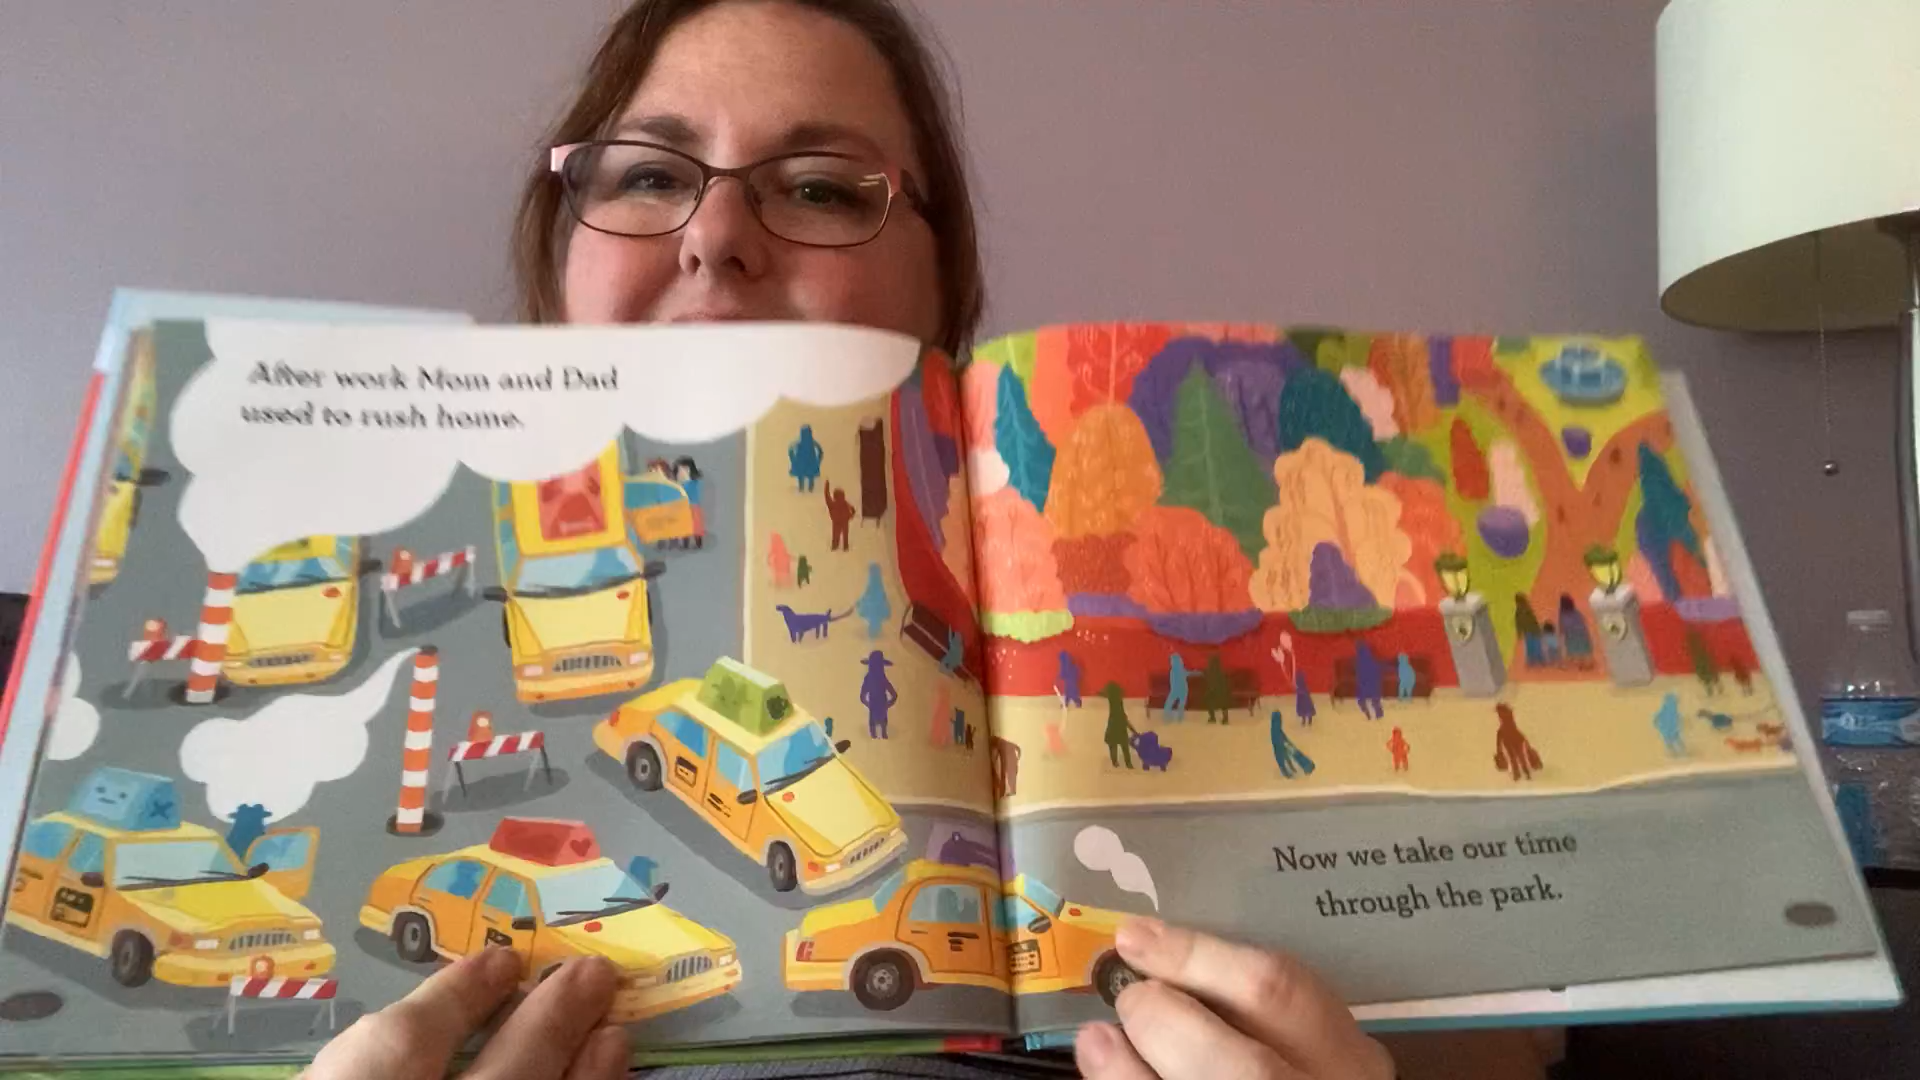 After work Mom and Dad
used to rush home.
Now we take our time
through the park.